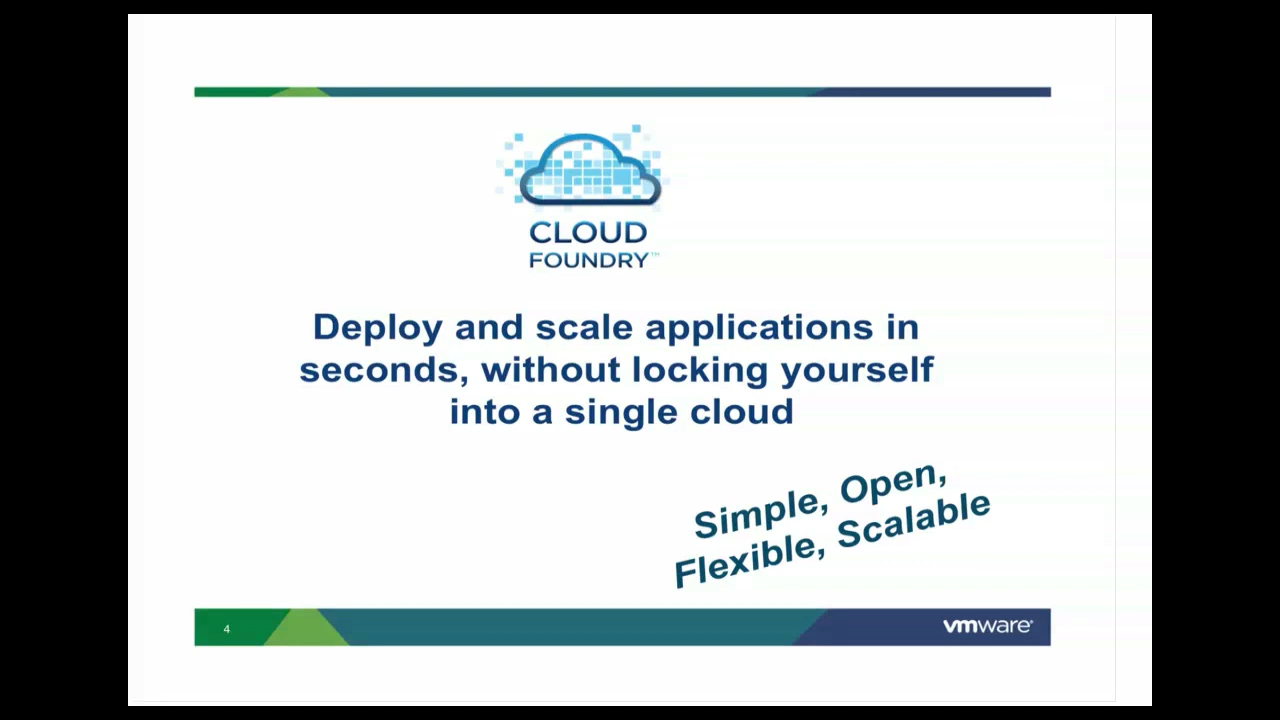 CLOUD
FOUNDRY™
Deploy and scale applications in
seconds, without locking yourself
into a single cloud
Simple, Open,
Flexible, Scalable
4
vmware®